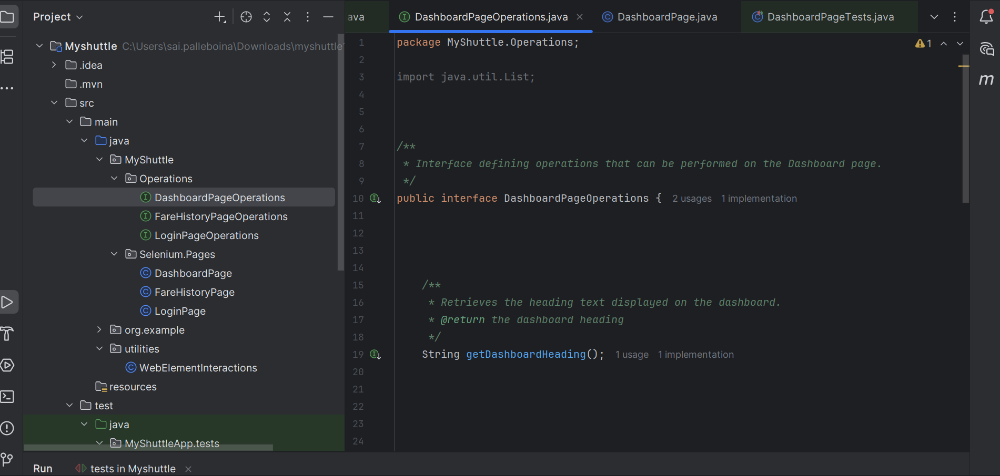 Project
Myshuttle C:\Users\sai.palleboina\Downloads\myshuttle
.idea
.mvn
src
main
java
MyShuttle
Operations
DashboardPageOperations
FareHistoryPageOperations
LoginPageOperations
Selenium.Pages
DashboardPage
FareHistoryPage
LoginPage
org.example
utilities
WebElementInteractions
resources
test
java
MyShuttleApp.tests
ava DashboardPageOperations.java DashboardPage.java DashboardPageTests.java
1 package MyShuttle.Operations; 1
2
3 import java.util.List;
4
5
6
7 /**
8 * Interface defining operations that can be performed on the Dashboard page.
9 */
10 public interface DashboardPageOperations { 2 usages 1 implementation
11
12
13
14
15 /**
16 * Retrieves the heading text displayed on the dashboard.
17 * @return the dashboard heading
18 */
19 String getDashboardHeading(); 1 usage 1 implementation
20
21
22
23
24
m
Run tests in Myshuttle